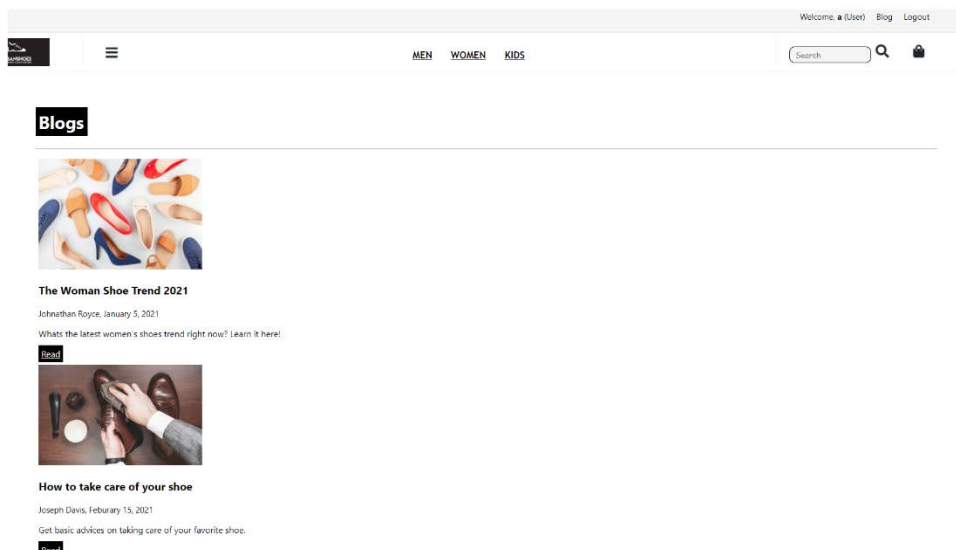 Welcome, a (User) Blog Logout
MEN WOMEN KIDS
Search
Blogs
The Woman Shoe Trend 2021
Johnathan Royce, January 5, 2021
Whats the latest women's shoes trend right now? Learn it here!
Read
How to take care of your shoe
Joseph Davis, Feburary 15, 2021
Get basic advices on taking care of your favorite shoe.
Read